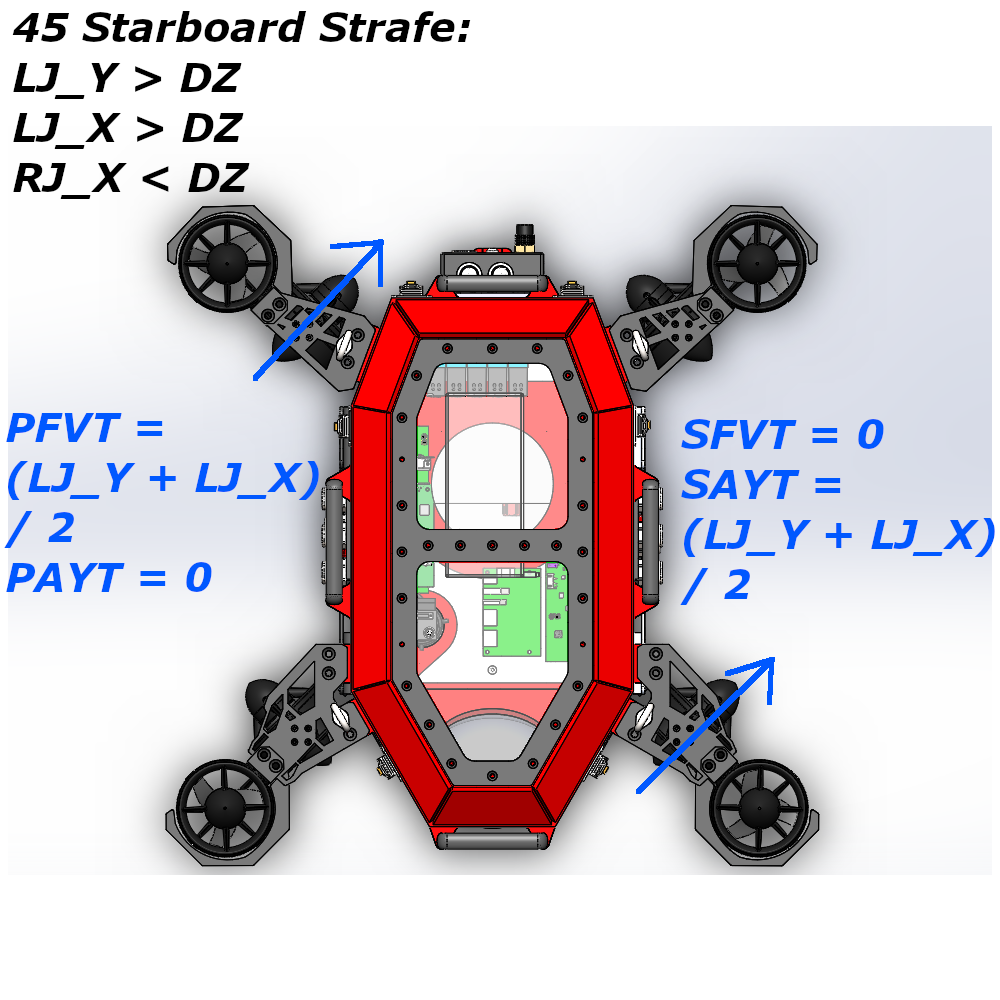 45 Starboard Strafe:
LJ_Y > DZ
LJ_X > DZ
RJ_X < DZ
PFVT =
(LJ_Y + LJ_X)
/ 2
PAYT = 0
SFVT = 0
SAYT =
(LJ_Y + LJ_X)
/ 2